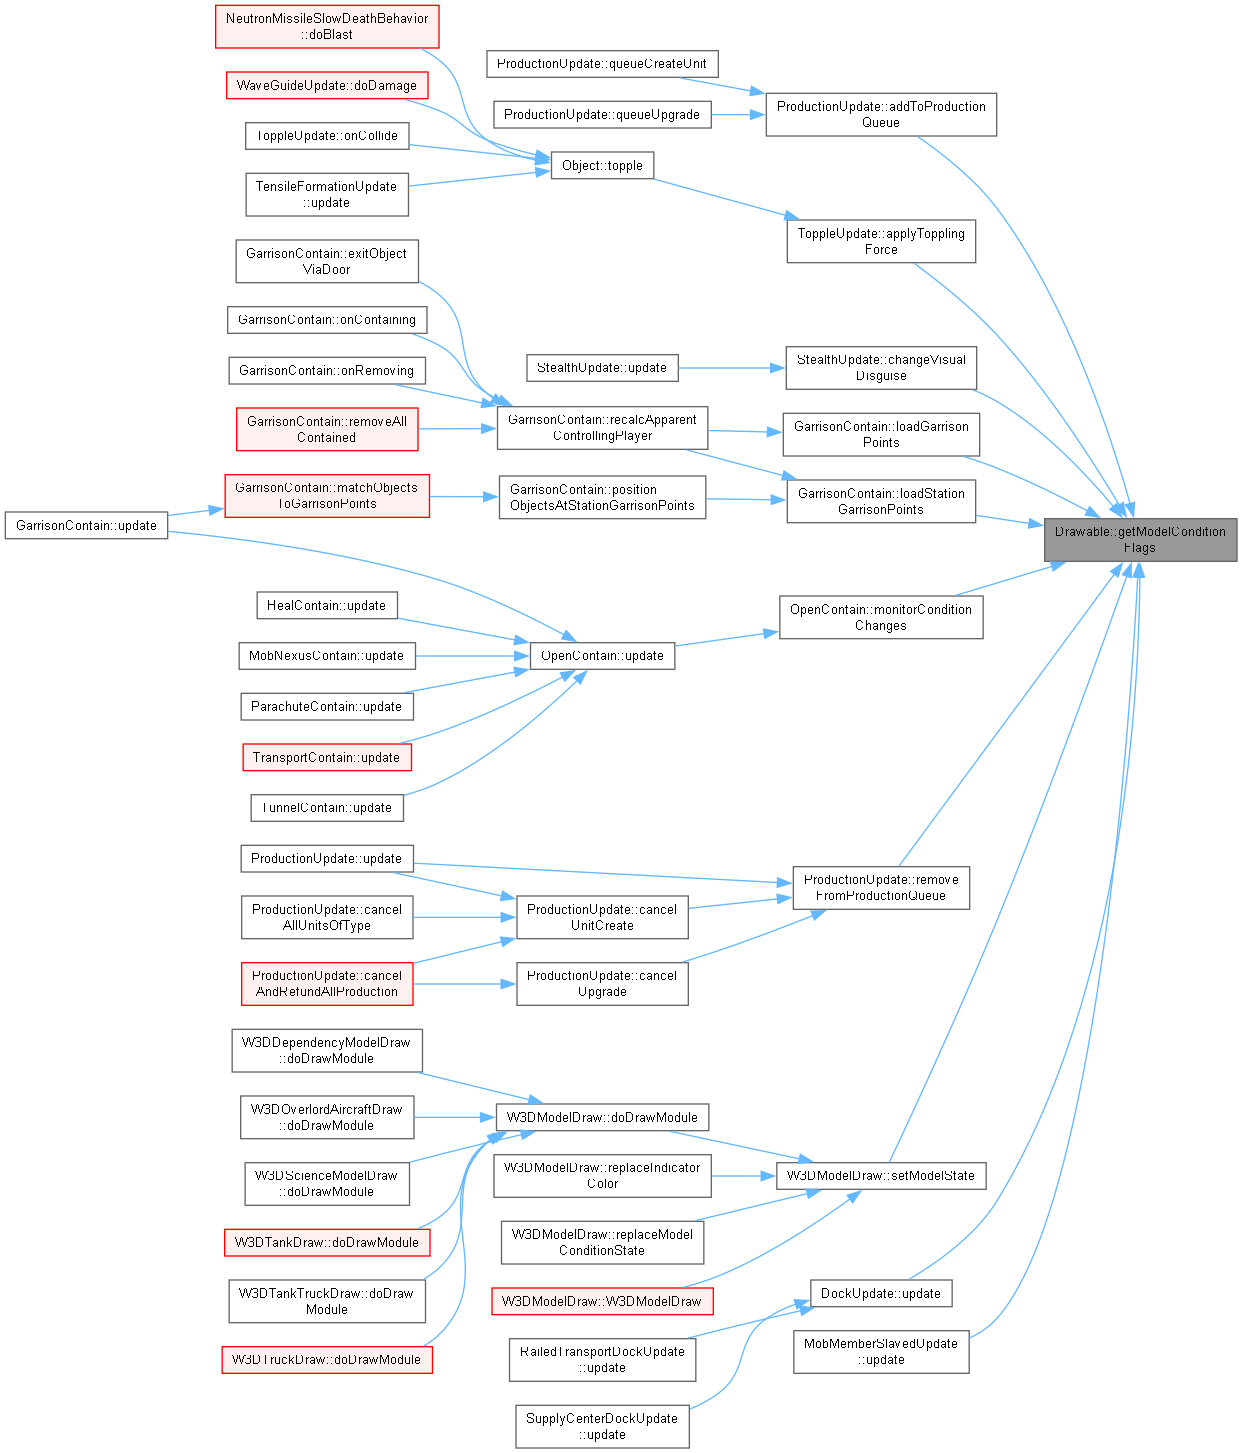 NeutronMissileSlowDeathBehavior
::doBlast
WaveGuideUpdate::doDamage
ToppleUpdate::onCollide
TensileFormationUpdate
::update
GarrisonContain::exitObject
ViaDoor
GarrisonContain::onContaining
GarrisonContain::onRemoving
GarrisonContain::removeAll
Contained
GarrisonContain::matchObjects
ToGarrisonPoints
GarrisonContain::update
HealContain::update
MobNexusContain::update
ParachuteContain::update
TransportContain::update
TunnelContain::update
ProductionUpdate::update
ProductionUpdate::cancel
AllUnitsOfType
ProductionUpdate::cancel
AndRefundAllProduction
W3DDependencyModelDraw
::doDrawModule
W3DOverlordAircraftDraw
::doDrawModule
W3DScienceModelDraw
::doDrawModule
W3DTankDraw::doDrawModule
W3DTankTruckDraw::doDraw
Module
W3DTruckDraw::doDrawModule
ProductionUpdate::queueCreateUnit
ProductionUpdate::queueUpgrade
Object::topple
StealthUpdate::update
GarrisonContain::recalcApparent
ControllingPlayer
GarrisonContain::position
ObjectsAtStationGarrisonPoints
OpenContain::update
ProductionUpdate::cancel
UnitCreate
ProductionUpdate::cancel
Upgrade
W3DModelDraw::doDrawModule
W3DModelDraw::replaceIndicator
Color
W3DModelDraw::replaceModel
ConditionState
W3DModelDraw::W3DModelDraw
RailedTransportDockUpdate
::update
SupplyCenterDockUpdate
::update
ProductionUpdate::addToProduction
Queue
ToppleUpdate::applyToppling
Force
StealthUpdate::changeVisual
Disguise
GarrisonContain::loadGarrison
Points
GarrisonContain::loadStation
GarrisonPoints
OpenContain::monitorCondition
Changes
ProductionUpdate::remove
FromProductionQueue
W3DModelDraw::setModelState
DockUpdate::update
MobMemberSlavedUpdate
::update
Drawable::getModelCondition
Flags